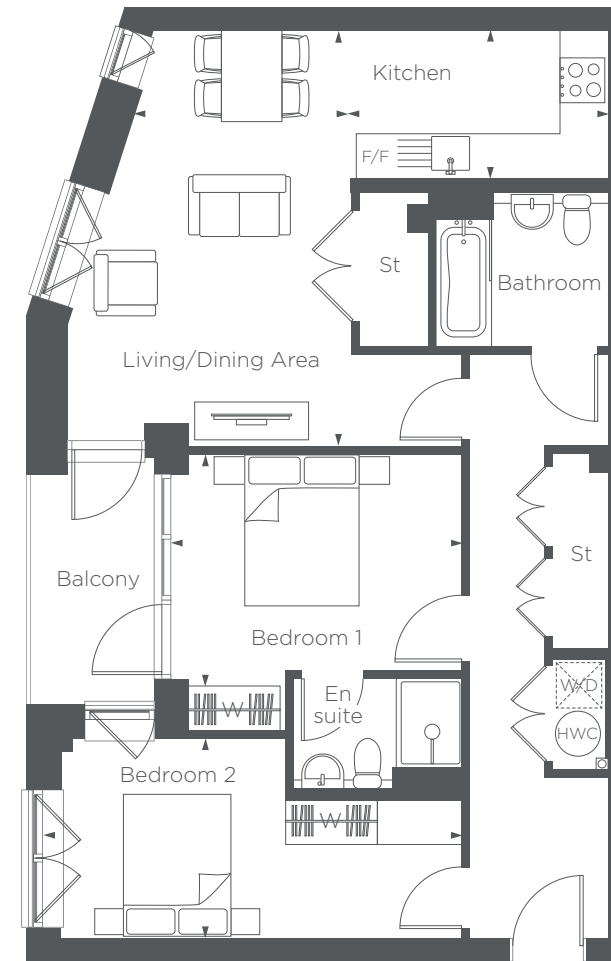 Kitchen
F/F
St
Bathroom
Living/Dining Area
St
Balcony
Bedroom 1
W/D
En
suite
W
HWC
Bedroom 2
W